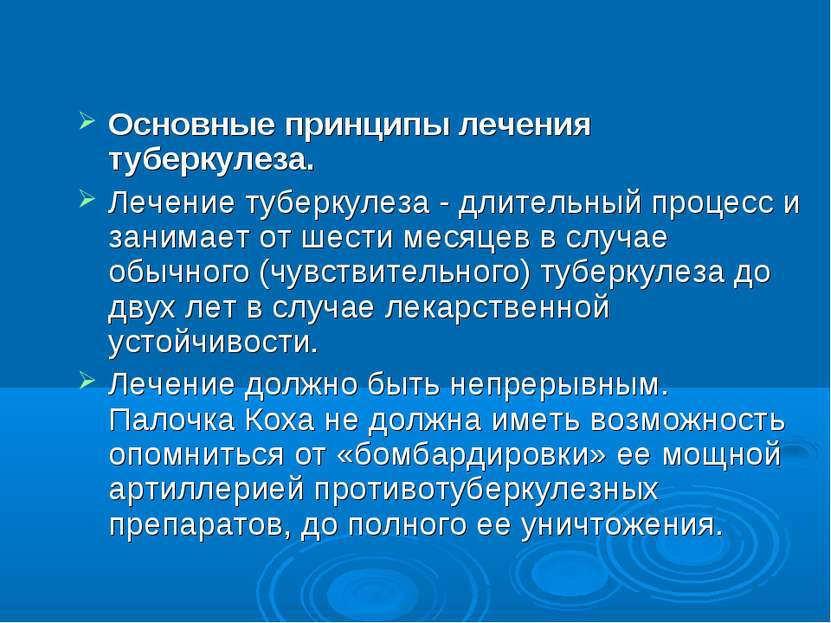 Основные принципы лечения
туберкулеза.
Лечение туберкулеза - длительный процесс и
занимает от шести месяцев в случае
обычного (чувствительного) туберкулеза до
двух лет в случае лекарственной
устойчивости.
Лечение должно быть непрерывным.
Палочка Коха не должна иметь возможность
опомниться от «бомбардировки» ее мощной
артиллерией противотуберкулезных
препаратов, до полного ее уничтожения.